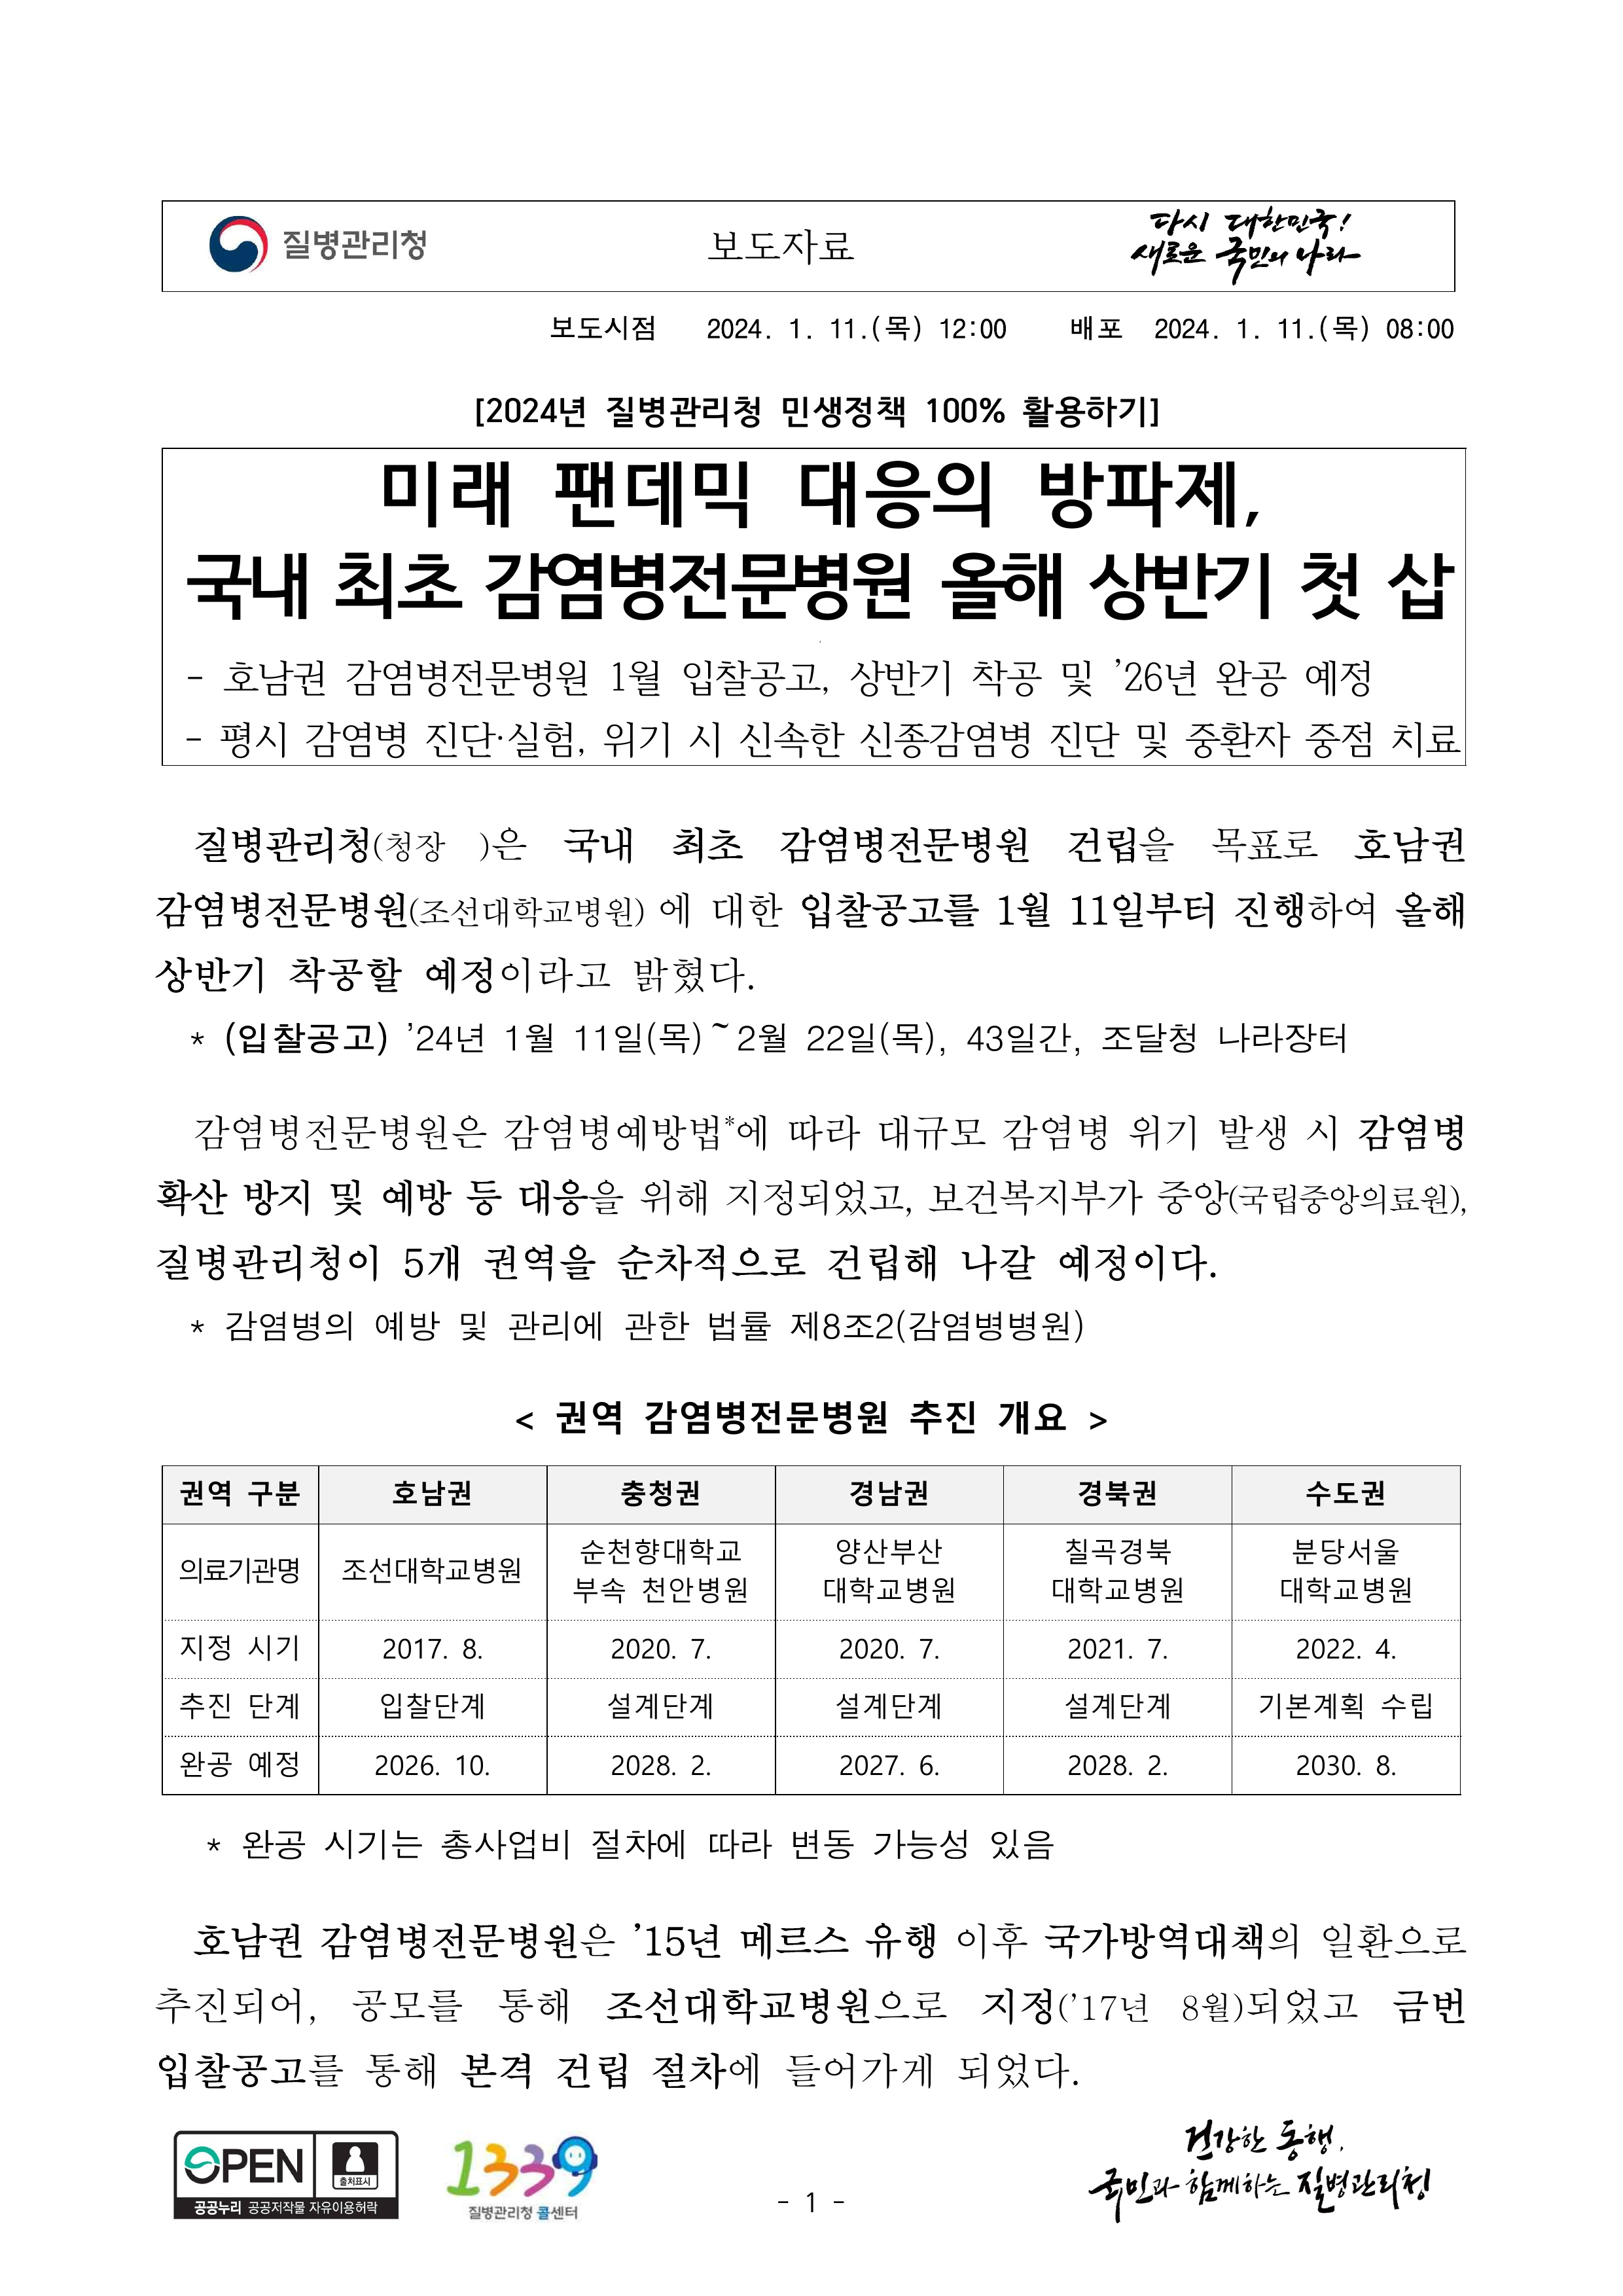 질병관리청
보도자료
다시 대한민국!
새로운 국민의 나라
보도시점 2024. 1. 11.(목) 12:00 배포 2024. 1. 11.(목) 08:00
[2024년 질병관리청 민생정책 100% 활용하기]
미래 팬데믹 대응의 방파제,
국내 최초 감염병전문병원 올해 상반기 첫 삽
- 호남권 감염병전문병원 1월 입찰공고, 상반기 착공 및 ’26년 완공 예정
- 평시 감염병 진단·실험, 위기 시 신속한 신종감염병 진단 및 중환자 중점 치료
질병관리청(청장 )은 국내 최초 감염병전문병원 건립을 목표로 호남권
감염병전문병원(조선대학교병원) 에 대한 입찰공고를 1월 11일부터 진행하여 올해
상반기 착공할 예정이라고 밝혔다.
* (입찰공고) ’24년 1월 11일(목)~2월 22일(목), 43일간, 조달청 나라장터
감염병전문병원은 감염병예방법*에 따라 대규모 감염병 위기 발생 시 감염병
확산 방지 및 예방 등 대응을 위해 지정되었고, 보건복지부가 중앙(국립중앙의료원),
질병관리청이 5개 권역을 순차적으로 건립해 나갈 예정이다.
* 감염병의 예방 및 관리에 관한 법률 제8조2(감염병병원)
< 권역 감염병전문병원 추진 개요 >
권역 구분 호남권 충청권 경남권 경북권 수도권
의료기관명 조선대학교병원 순천향대학교 부속 천안병원 양산부산 대학교병원 칠곡경북 대학교병원 분당서울 대학교병원
지정 시기 2017. 8. 2020. 7. 2020. 7. 2021. 7. 2022. 4.
추진 단계 입찰단계 설계단계 설계단계 설계단계 기본계획 수립
완공 예정 2026. 10. 2028. 2. 2027. 6. 2028. 2. 2030. 8.
* 완공 시기는 총사업비 절차에 따라 변동 가능성 있음
호남권 감염병전문병원은 ’15년 메르스 유행 이후 국가방역대책의 일환으로
추진되어, 공모를 통해 조선대학교병원으로 지정(’17년 8월)되었고 금번
입찰공고를 통해 본격 건립 절차에 들어가게 되었다.
OPEN 출처표시
공공누리 공공저작물 자유이용허락
1339
질병관리청 콜센터
- 1 -
건강한 동행,
국민과 함께하는 질병관리청